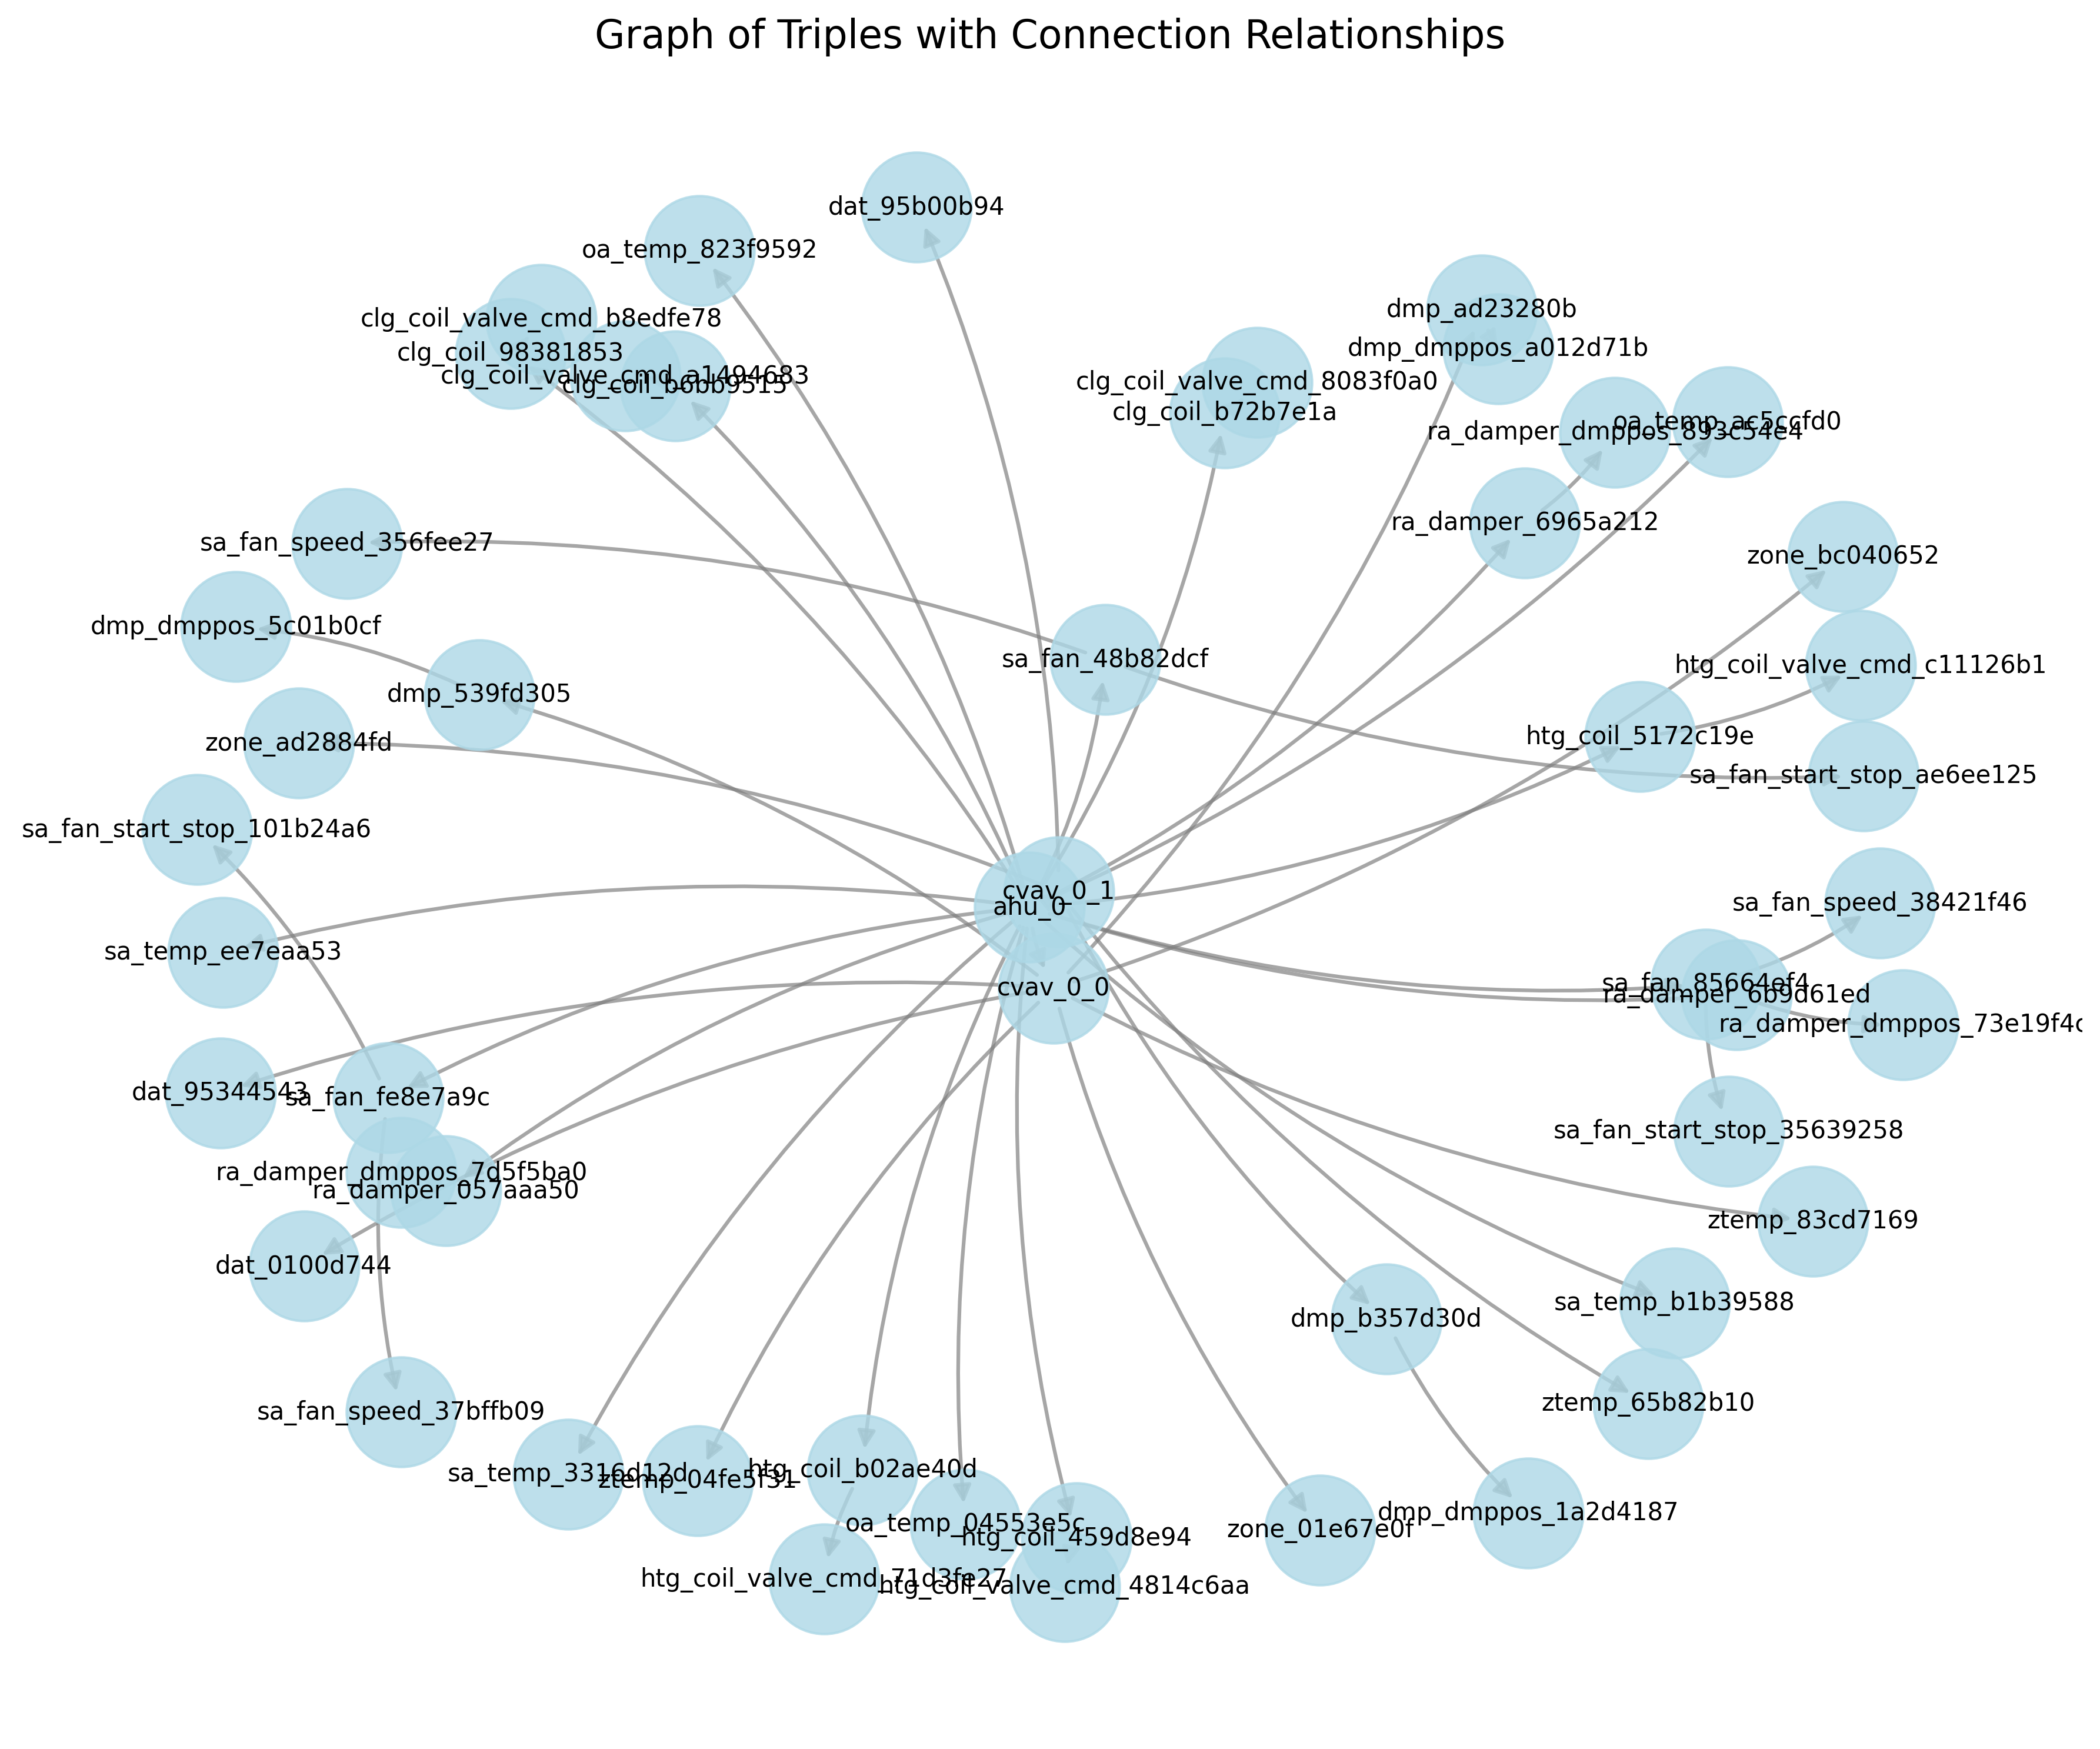 Graph of Triples with Connection Relationships
dat_95b00b94
oa_temp_823f9592
dmp_ad23280b
clg_coil_valve_cmd_b8edfe78
dmp_dmppos_a012d71b
clg_coil_98381853
clg_coil_valve_cmd_a1494683
clg_coil_valve_cmd_8083f0a0
clg_coil_b6bb9515
clg_coil_b72b7e1a
oa_temp_ac5ccfd0
ra_damper_dmppos_893c54e4
ra_damper_6965a212
sa_fan_speed_356fee27
zone_bc040652
dmp_dmppos_5c01b0cf
sa_fan_48b82dcf
htg_coil_valve_cmd_c11126b1
dmp_539fd305
htg_coil_5172c19e
zone_ad2884fd
sa_fan_start_stop_ae6ee125
sa_fan_start_stop_101b24a6
cvav_0_1
sa_fan_speed_38421f46
ahu_0
sa_temp_ee7eaa53
sa_fan_85664ef4
cvav_0_0
ra_damper_6b9d61ed
ra_damper_dmppos_73e19f4c
dat_95344543
sa_fan_fe8e7a9c
sa_fan_start_stop_35639258
ra_damper_dmppos_7d5f5ba0
ra_damper_057aaa50
ztemp_83cd7169
dat_0100d744
sa_temp_b1b39588
dmp_b357d30d
ztemp_65b82b10
sa_fan_speed_37bffb09
sa_temp_3316d12d
htg_coil_b02ae40d
ztemp_04fe5f31
dmp_dmppos_1a2d4187
oa_temp_04553e5c
zone_01e67e0f
htg_coil_459d8e94
htg_coil_valve_cmd_71d3fe27
htg_coil_valve_cmd_4814c6aa